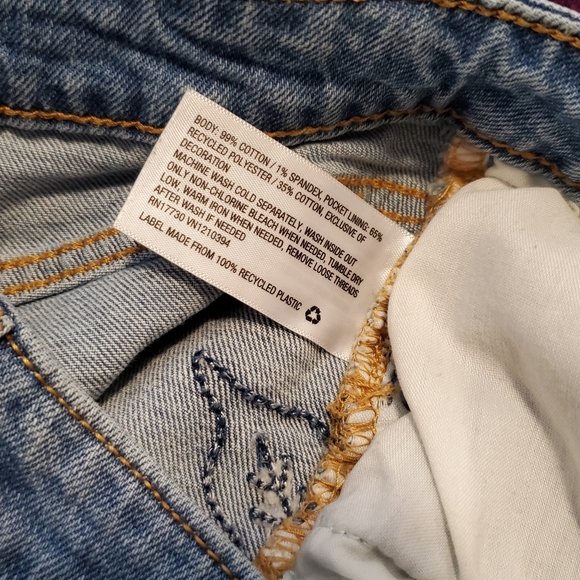 BODY: 99% COTTON / 1% SPANDEX, POCKET LINING: 65%
RECYCLED POLYESTER / 35% COTTON, EXCLUSIVE OF
DECORATION
MACHINE WASH COLD SEPARATELY, WASH INSIDE OUT
ONLY NON-CHLORINE BLEACH WHEN NEEDED, TUMBLE DRY
LOW. WARM IRON WHEN NEEDED, REMOVE LOOSE THREADS
AFTER WASH IF NEEDED
RN17730 VN1210394
LABEL MADE FROM 100% RECYCLED PLASTIC